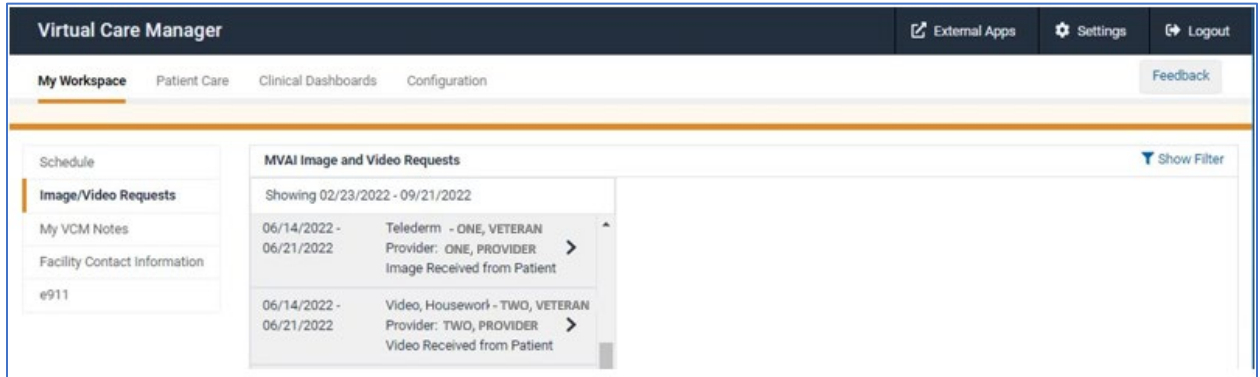 Virtual Care Manager
External Apps
Settings
Logout
My Workspace
Patient Care
Clinical Dashboards
Configuration
Feedback
Schedule
Image/Video Requests
My VCM Notes
Facility Contact Information
e911
MVAI Image and Video Requests
Show Filter
Showing 02/23/2022 - 09/21/2022
06/14/2022 -
06/21/2022
Telederm - ONE, VETERAN
Provider: ONE, PROVIDER
Image Received from Patient
06/14/2022 -
06/21/2022
Video, Housework - TWO, VETERAN
Provider: TWO, PROVIDER
Video Received from Patient